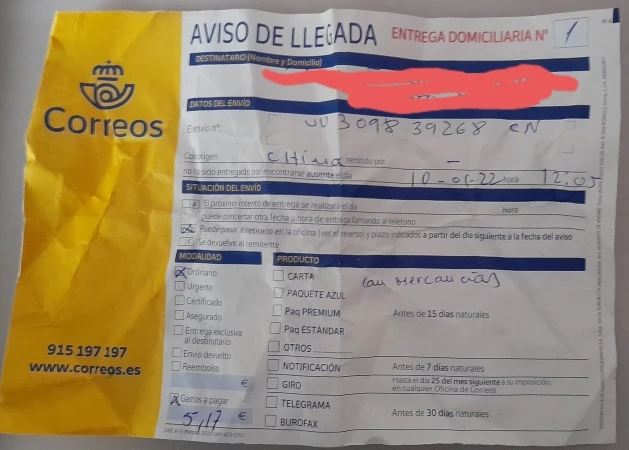 AVISO DE LLEGADA ENTREGA DOMICILIARIA Nº 1
DESTINATARIO (Nombre y Domicilio)
Correos
DATOS DEL ENVÍO
El envío nº: UV 3098 39268 CN
Con origen CHINA remitido por –
no ha sido entregado por encontrarse ausente el día 10-01-22 hora 12:05
SITUACIÓN DEL ENVÍO
El próximo intento de entrega se realizará el día hora
puede concertar otra fecha u hora de entrega llamando al teléfono
Puede pasar a retirarlo en la oficina (ver el reverso) y plazo indicados a partir del día siguiente a la fecha del aviso
Se devuelve al remitente
MODALIDAD
Ordinario
Urgente
Certificado
Asegurado
Entrega exclusiva
al destinatario
Envío devuelto
Reembolso
€
Gastos a pagar
5,17 €
PRODUCTO
CARTA con mercancías
PAQUETE AZUL
Paq PREMIUM Antes de 15 días naturales
Paq ESTÁNDAR
OTROS
NOTIFICACIÓN Antes de 7 días naturales
GIRO Hasta el día 25 del mes siguiente a su imposición
en cualquier Oficina de Correos
TELEGRAMA
BUROFAX Antes de 30 días naturales
915 197 197
www.correos.es